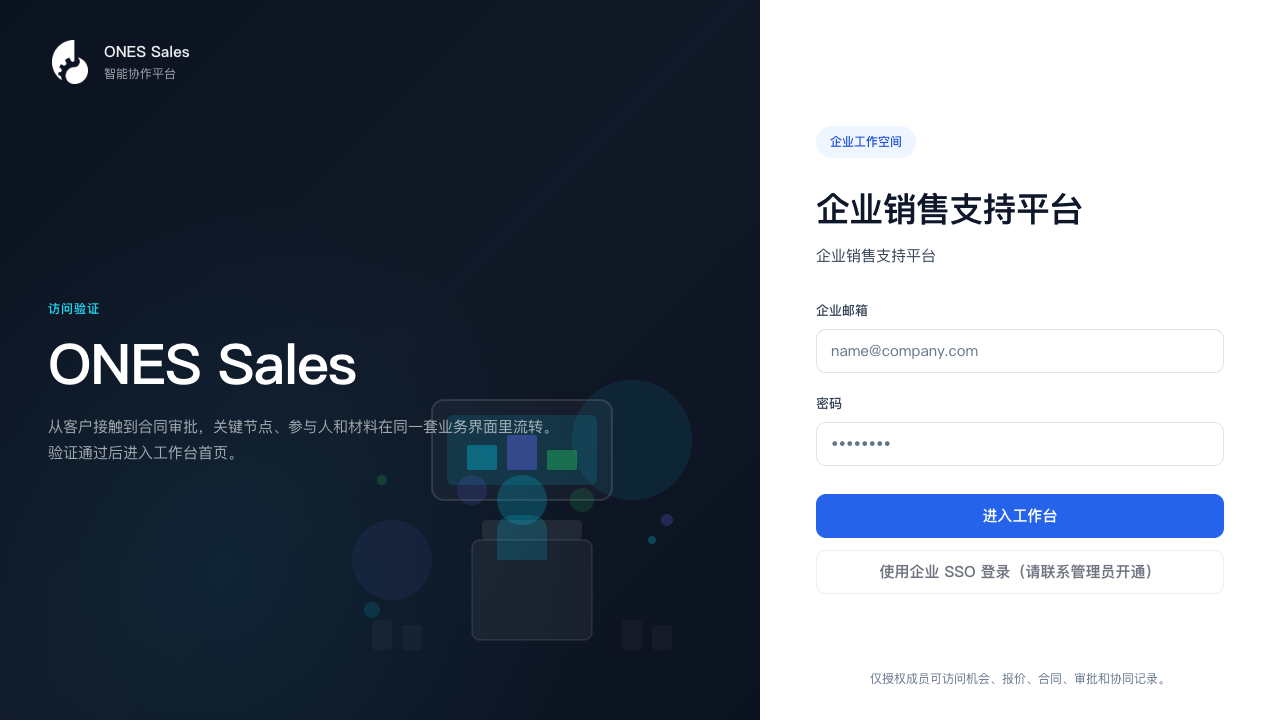 ONES Sales
智能协作平台
访问验证
ONES Sales
从客户接触到合同审批，关键节点、参与人和材料在同一套业务界面里流转。
验证通过后进入工作台首页。
企业工作空间
企业销售支持平台
企业销售支持平台
企业邮箱
name@company.com
密码
••••••••
进入工作台
使用企业 SSO 登录（请联系管理员开通）
仅授权成员可访问机会、报价、合同、审批和协同记录。